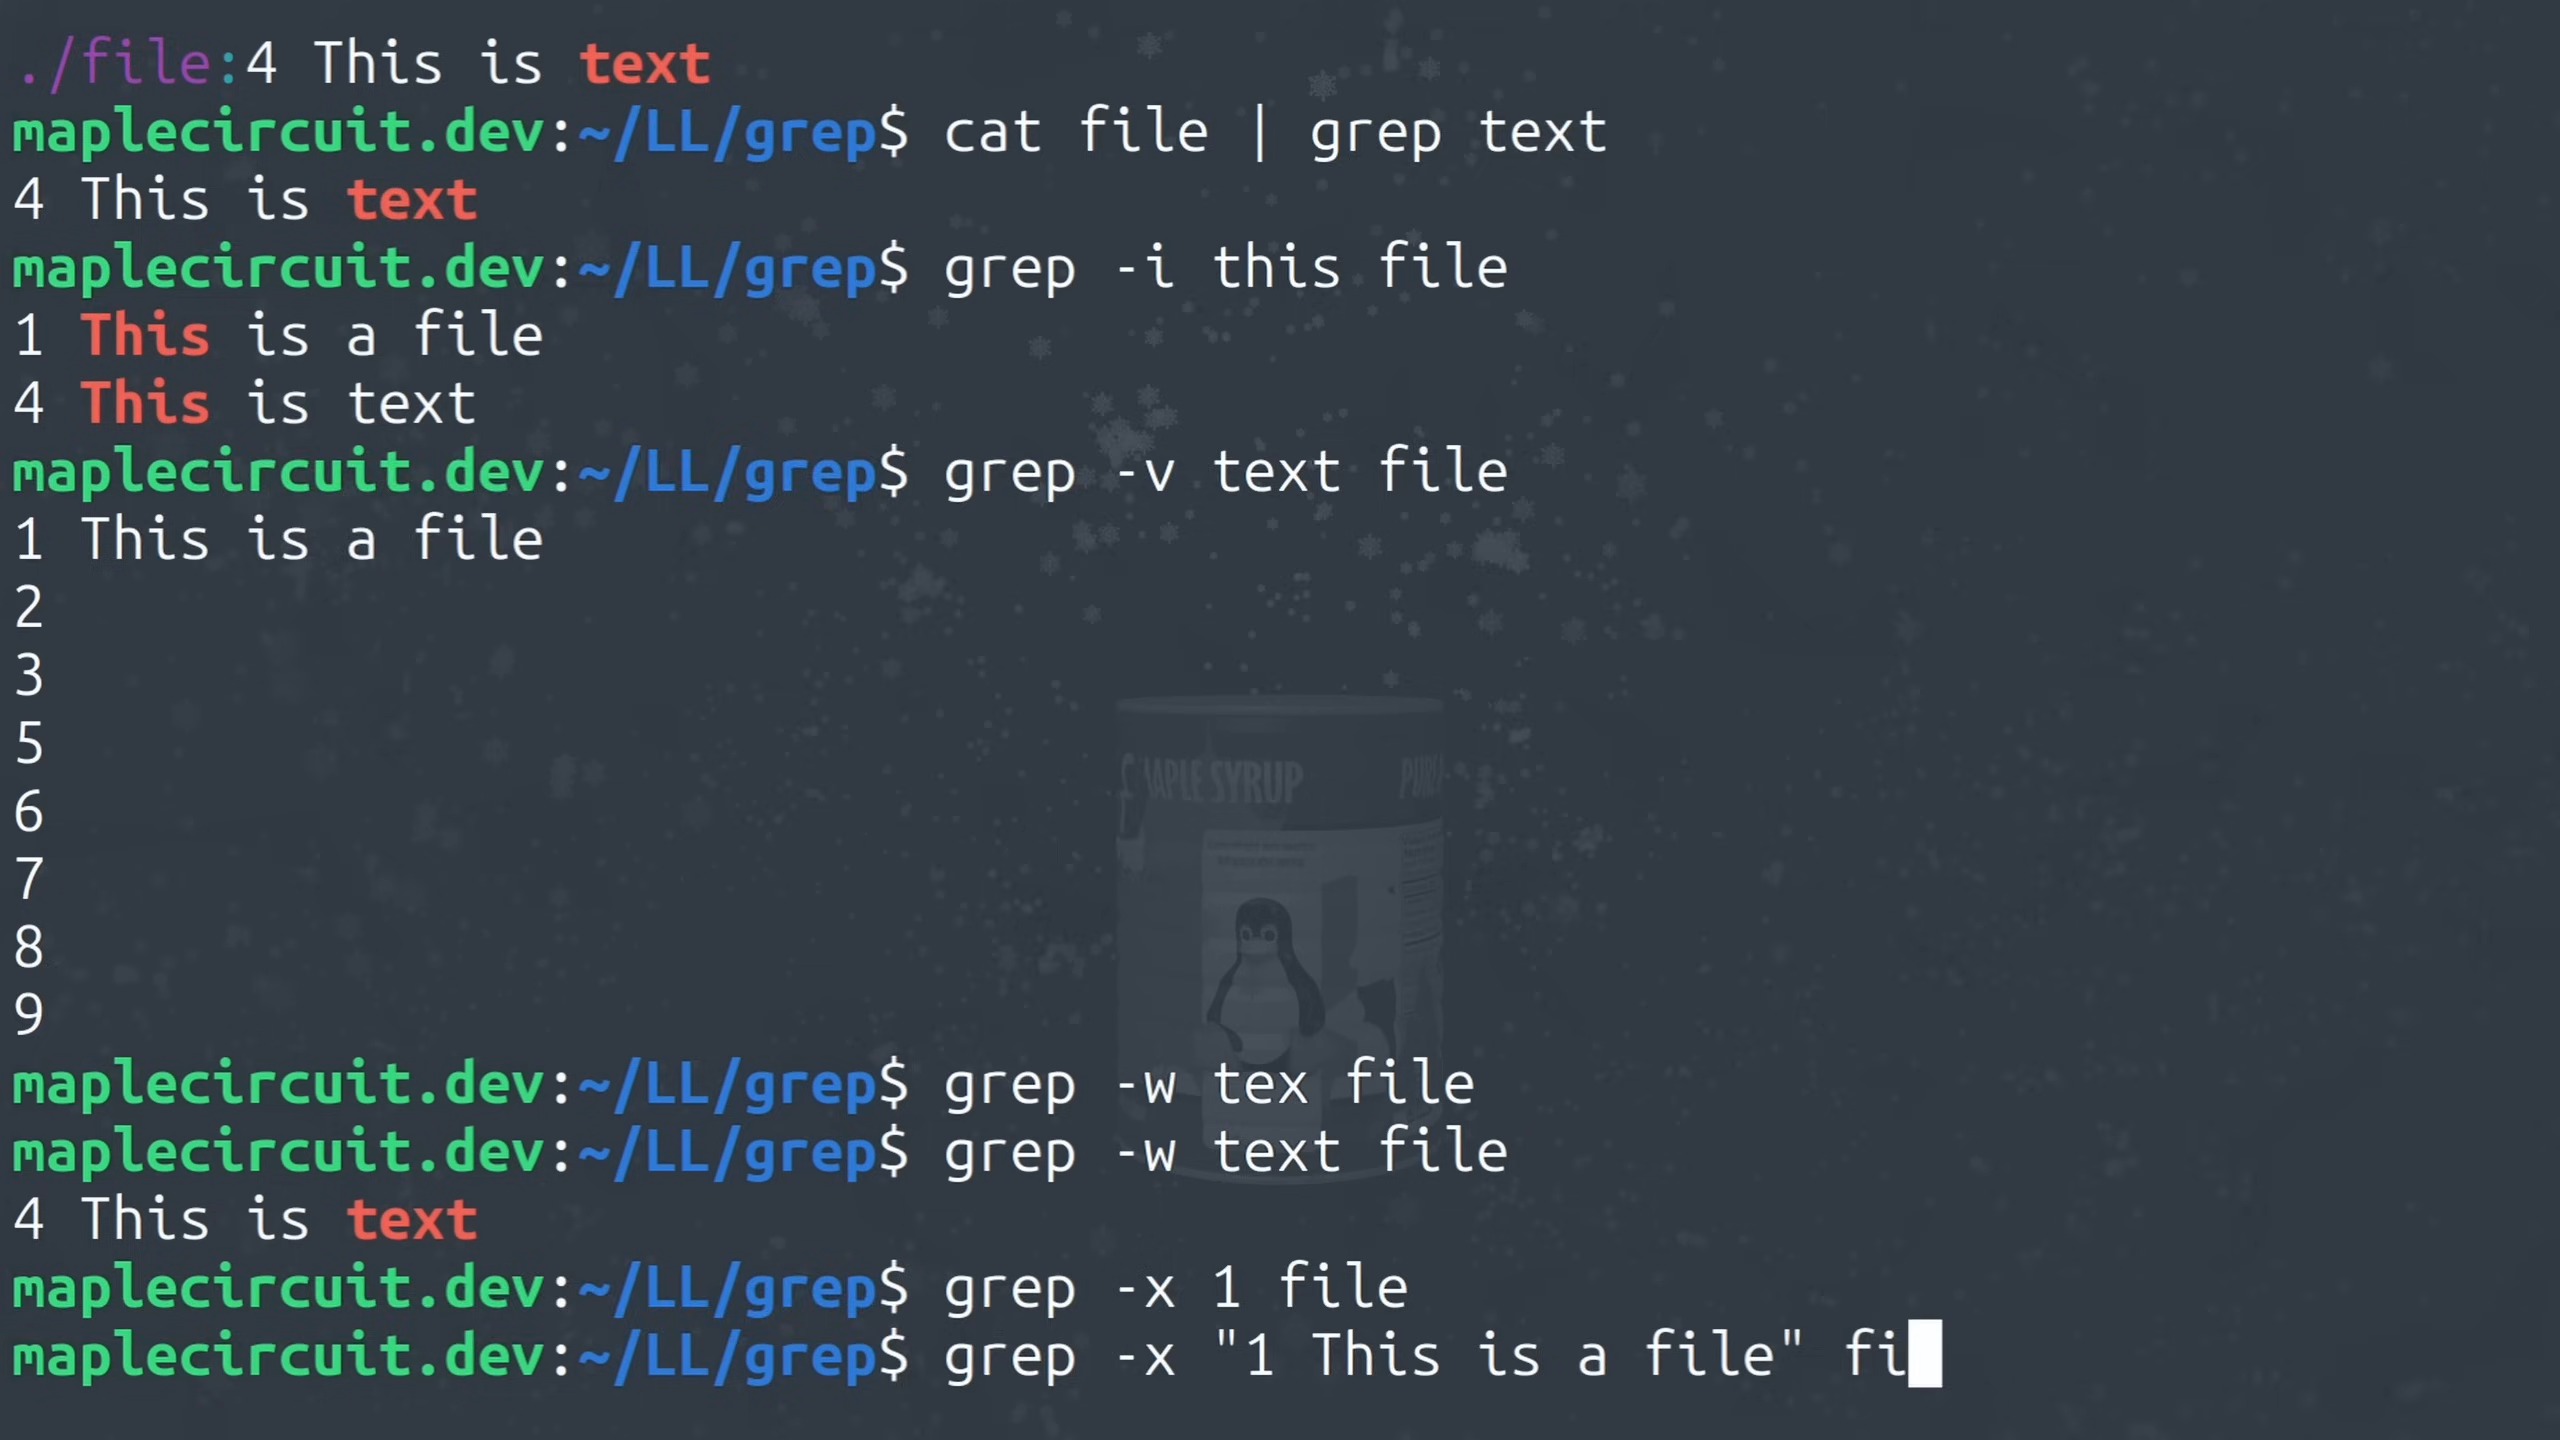 ./file:4 This is text
maplecircuit.dev:~/LL/grep$ cat file | grep text
4 This is text
maplecircuit.dev:~/LL/grep$ grep -i this file
1 This is a file
4 This is text
maplecircuit.dev:~/LL/grep$ grep -v text file
1 This is a file
2
3
5
6
7
8
9
maplecircuit.dev:~/LL/grep$ grep -w tex file
maplecircuit.dev:~/LL/grep$ grep -w text file
4 This is text
maplecircuit.dev:~/LL/grep$ grep -x 1 file
maplecircuit.dev:~/LL/grep$ grep -x "1 This is a file" fi
SYRUP